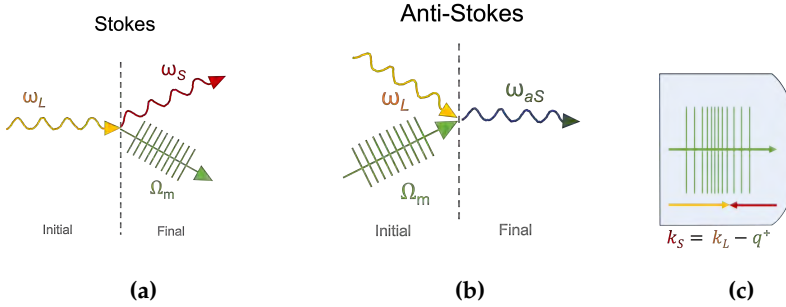 Stokes
ω_L
ω_S
Ω_m
Initial
Final
(a)
Anti-Stokes
ω_L
ω_aS
Ω_m
Initial
Final
(b)
k_S = k_L − q⁺
(c)